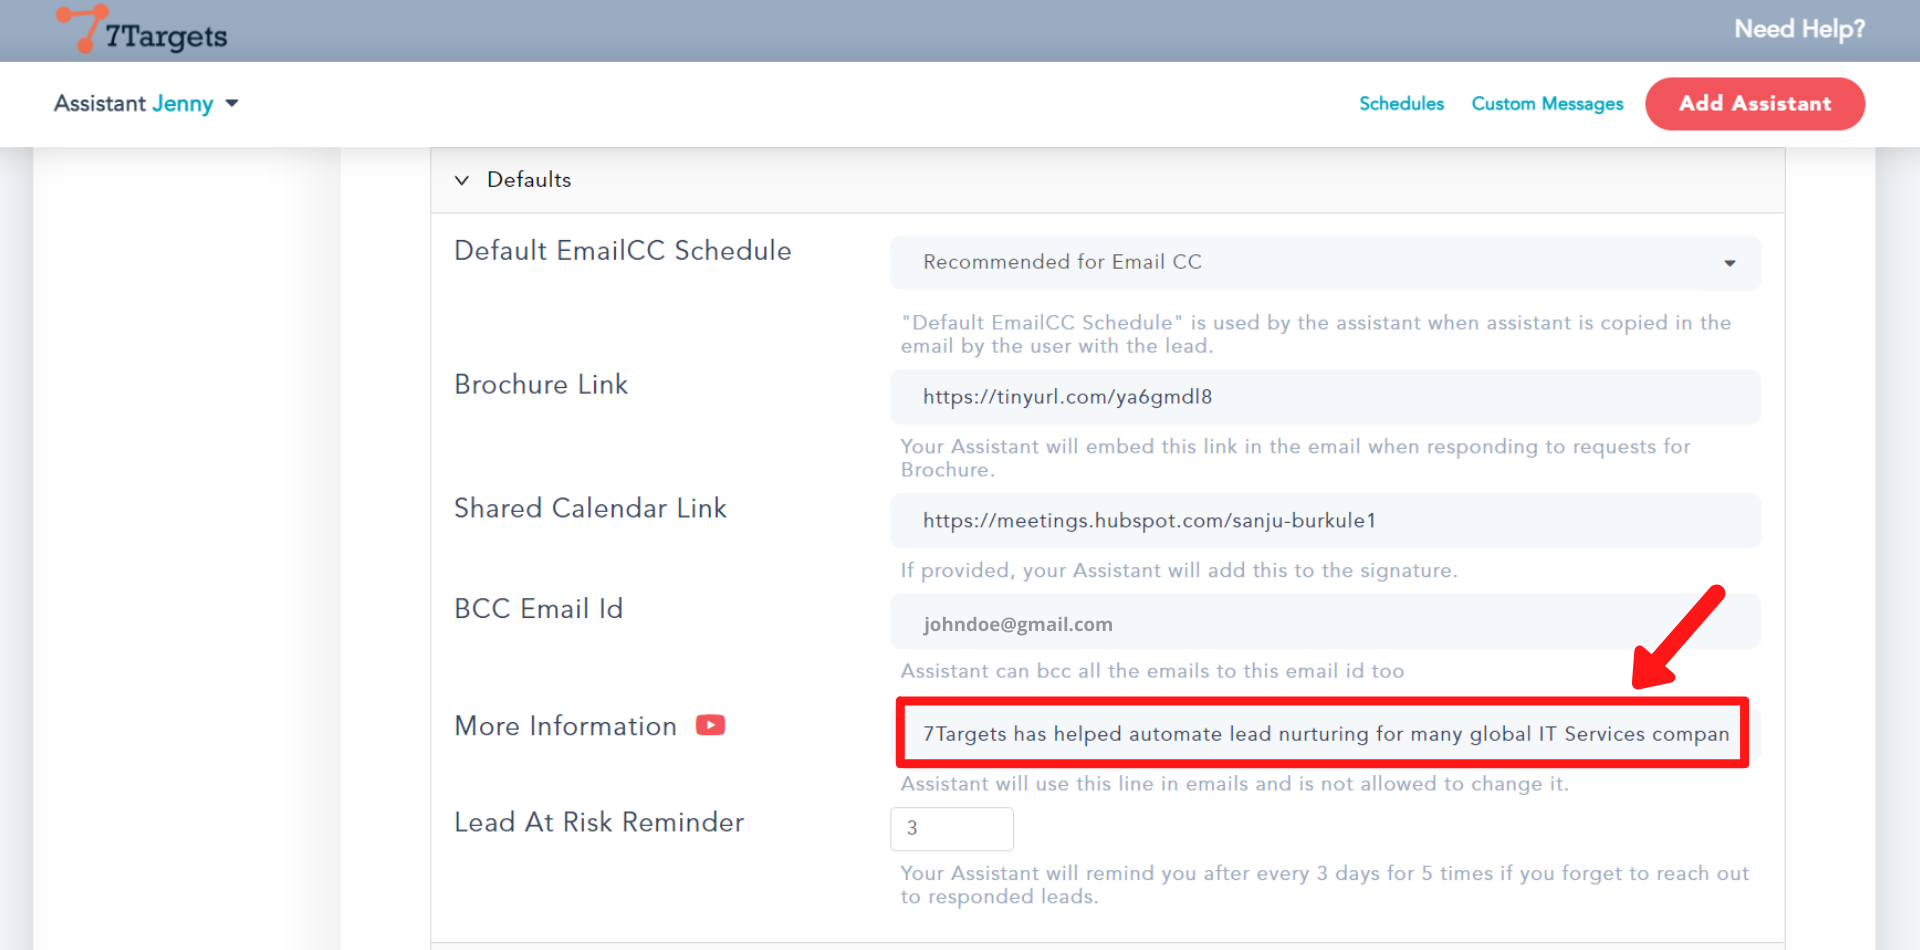 7Targets
Need Help?
Assistant Jenny
Schedules
Custom Messages
Add Assistant
Defaults
Default EmailCC Schedule
Recommended for Email CC
"Default EmailCC Schedule" is used by the assistant when assistant is copied in the
email by the user with the lead.
Brochure Link
https://tinyurl.com/ya6gmdl8
Your Assistant will embed this link in the email when responding to requests for
Brochure.
Shared Calendar Link
https://meetings.hubspot.com/sanju-burkule1
If provided, your Assistant will add this to the signature.
BCC Email Id
johndoe@gmail.com
Assistant can bcc all the emails to this email id too
More Information
7Targets has helped automate lead nurturing for many global IT Services compan
Assistant will use this line in emails and is not allowed to change it.
Lead At Risk Reminder
3
Your Assistant will remind you after every 3 days for 5 times if you forget to reach out
to responded leads.